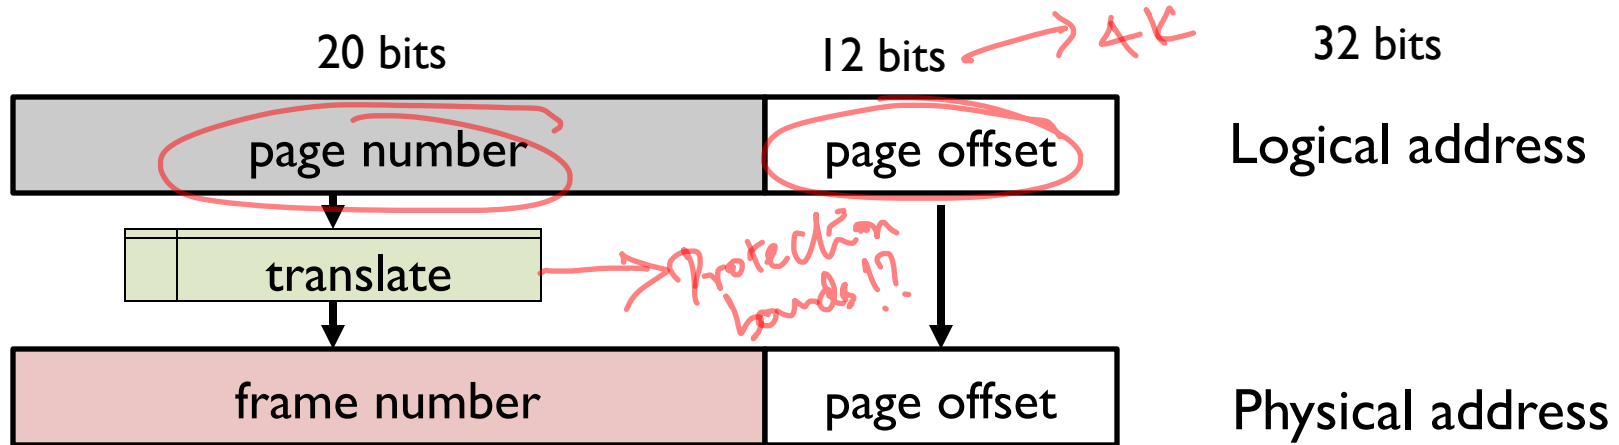 20 bits 12 bits → 4K 32 bits
page number page offset Logical address
translate Protection
bounds!?
frame number page offset Physical address